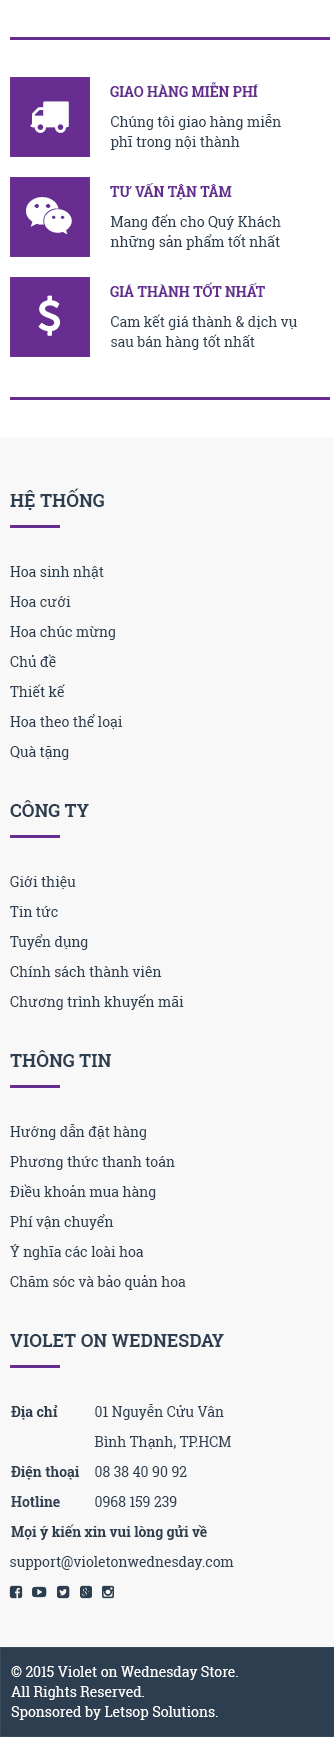 GIAO HÀNG MIỄN PHÍ
Chúng tôi giao hàng miễn
phĩ trong nội thành
TƯ VẤN TẬN TÂM
Mang đến cho Quý Khách
những sản phẩm tốt nhất
$
GIÁ THÀNH TỐT NHẤT
Cam kết giá thành & dịch vụ
sau bán hàng tốt nhất
HỆ THỐNG
Hoa sinh nhật
Hoa cưới
Hoa chúc mừng
Chủ đề
Thiết kế
Hoa theo thể loại
Quà tặng
CÔNG TY
Giới thiệu
Tin tức
Tuyển dụng
Chính sách thành viên
Chương trình khuyến mãi
THÔNG TIN
Hướng dẫn đặt hàng
Phương thức thanh toán
Điều khoản mua hàng
Phí vận chuyển
Ý nghĩa các loài hoa
Chăm sóc và bảo quản hoa
VIOLET ON WEDNESDAY
Địa chỉ 01 Nguyễn Cửu Vân
Bình Thạnh, TP.HCM
Điện thoại 08 38 40 90 92
Hotline 0968 159 239
Mọi ý kiến xin vui lòng gửi về
support@violetonwednesday.com
© 2015 Violet on Wednesday Store.
All Rights Reserved.
Sponsored by Letsop Solutions.